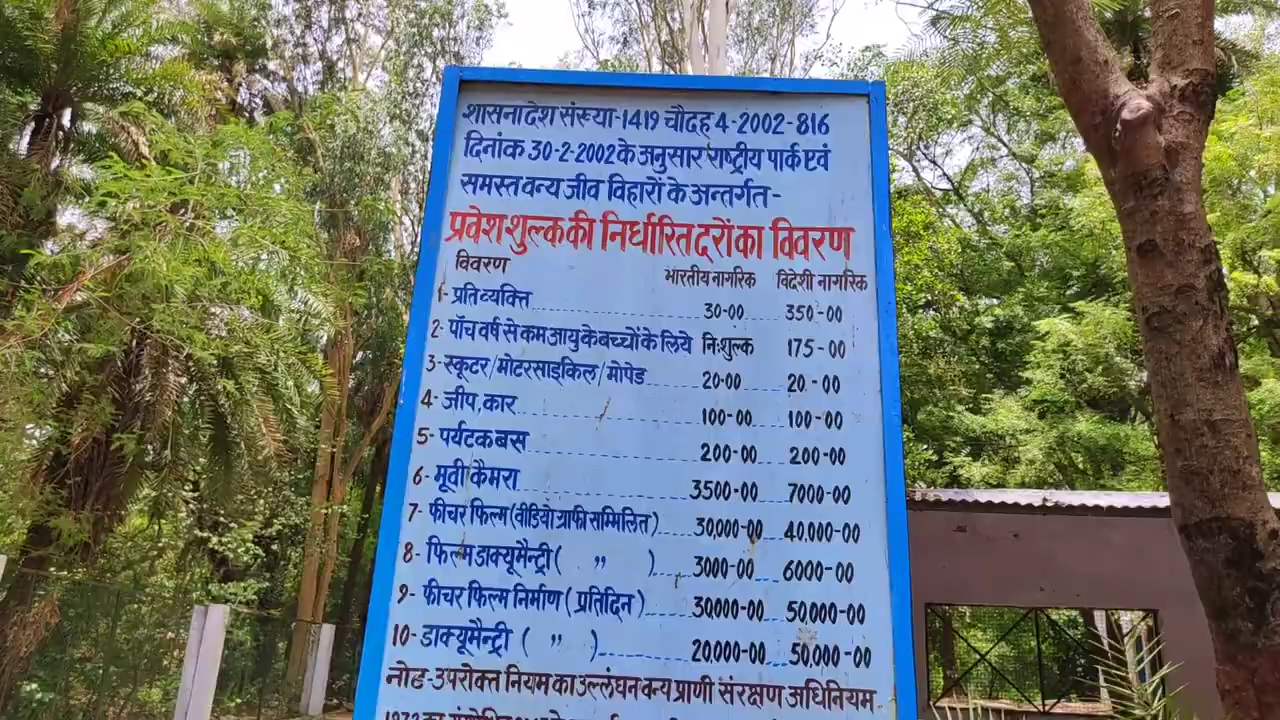 शासनादेश संख्या-1419 चौदह 4-2002-816
दिनांक 30-2-2002 के अनुसार राष्ट्रीय पार्क एवं
समस्त वन्य जीव विहारों के अन्तर्गत-
प्रवेश शुल्क की निर्धारित दरों का विवरण
विवरण भारतीय नागरिक विदेशी नागरिक
1- प्रति व्यक्ति 30-00 350-00
2- पॉच वर्ष से कम आयु के बच्चों के लिये निःशुल्क 175-00
3- स्कूटर/मोटरसाइकिल/मोपेड 20-00 20-00
4- जीप,कार 100-00 100-00
5- पर्यटक बस 200-00 200-00
6- मूवी कैमरा 3500-00 7000-00
7- फीचर फिल्म (वीडियोग्राफी सम्मिलित) 30,000-00 40,000-00
8- फिल्म डाक्यूमैन्ट्री ( ,, ) 3000-00 6000-00
9- फीचर फिल्म निर्माण (प्रतिदिन) 30,000-00 50,000-00
10- डाक्यूमैन्ट्री ( ,, ) 20,000-00 50,000-00
नोट-उपरोक्त नियम का उल्लंघन वन्य प्राणी संरक्षण अधिनियम